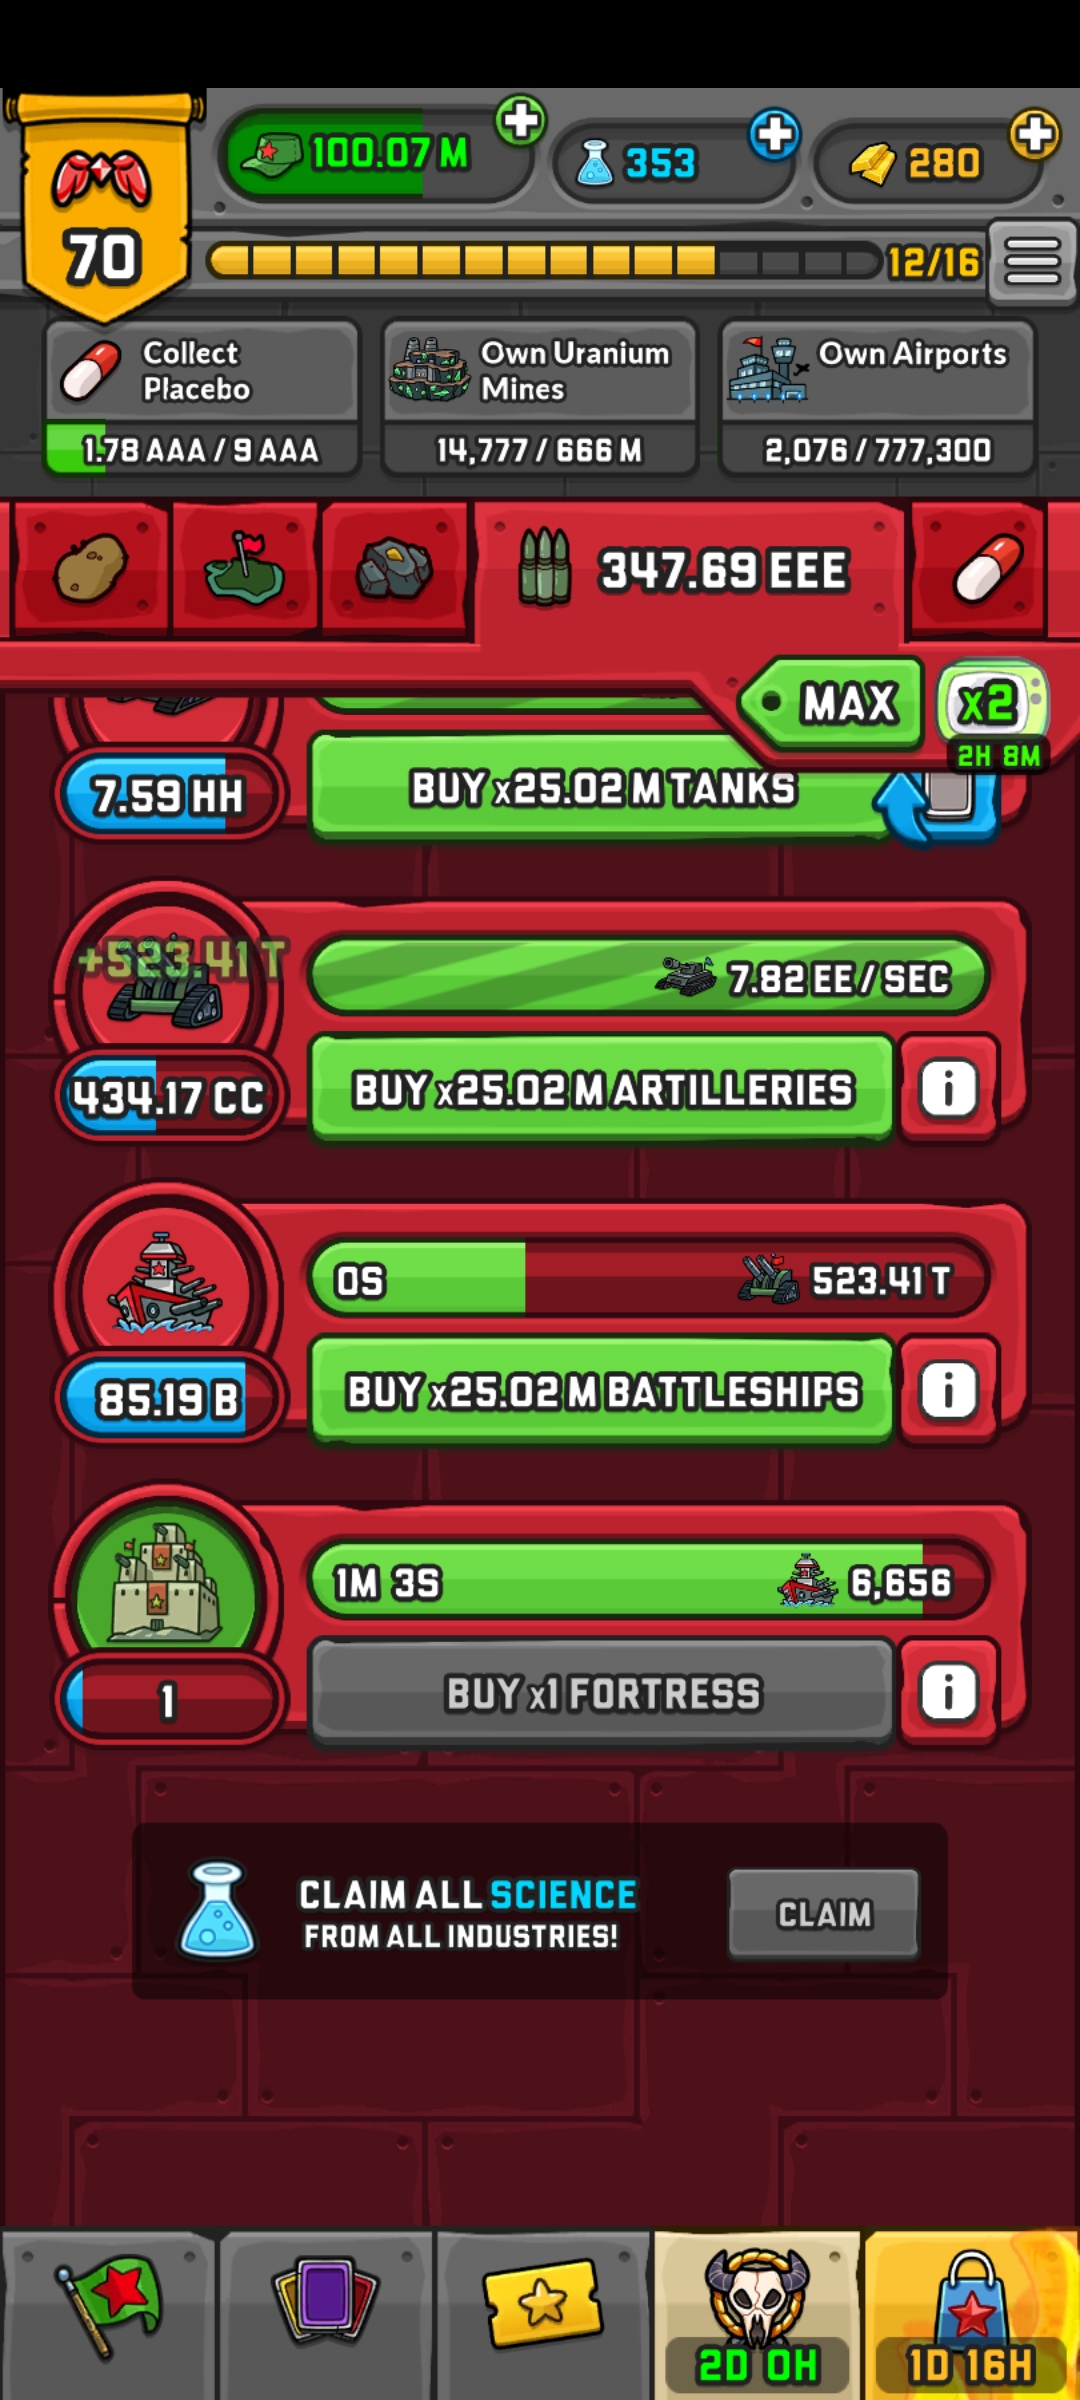 100.07 M
353
280
70
12/16
Collect
Placebo
1.78 AAA / 9 AAA
Own Uranium
Mines
14,777 / 666 M
Own Airports
2,076 / 777,300
347.69 EEE
MAX
x2
2H 8M
7.59 HH
BUY x25.02 M TANKS
+523.41 T
7.82 EE / SEC
434.17 CC
BUY x25.02 M ARTILLERIES
0S
523.41 T
85.19 B
BUY x25.02 M BATTLESHIPS
1M 3S
6,656
1
BUY x1 FORTRESS
CLAIM ALL SCIENCE
FROM ALL INDUSTRIES!
CLAIM
2D 0H
1D 16H